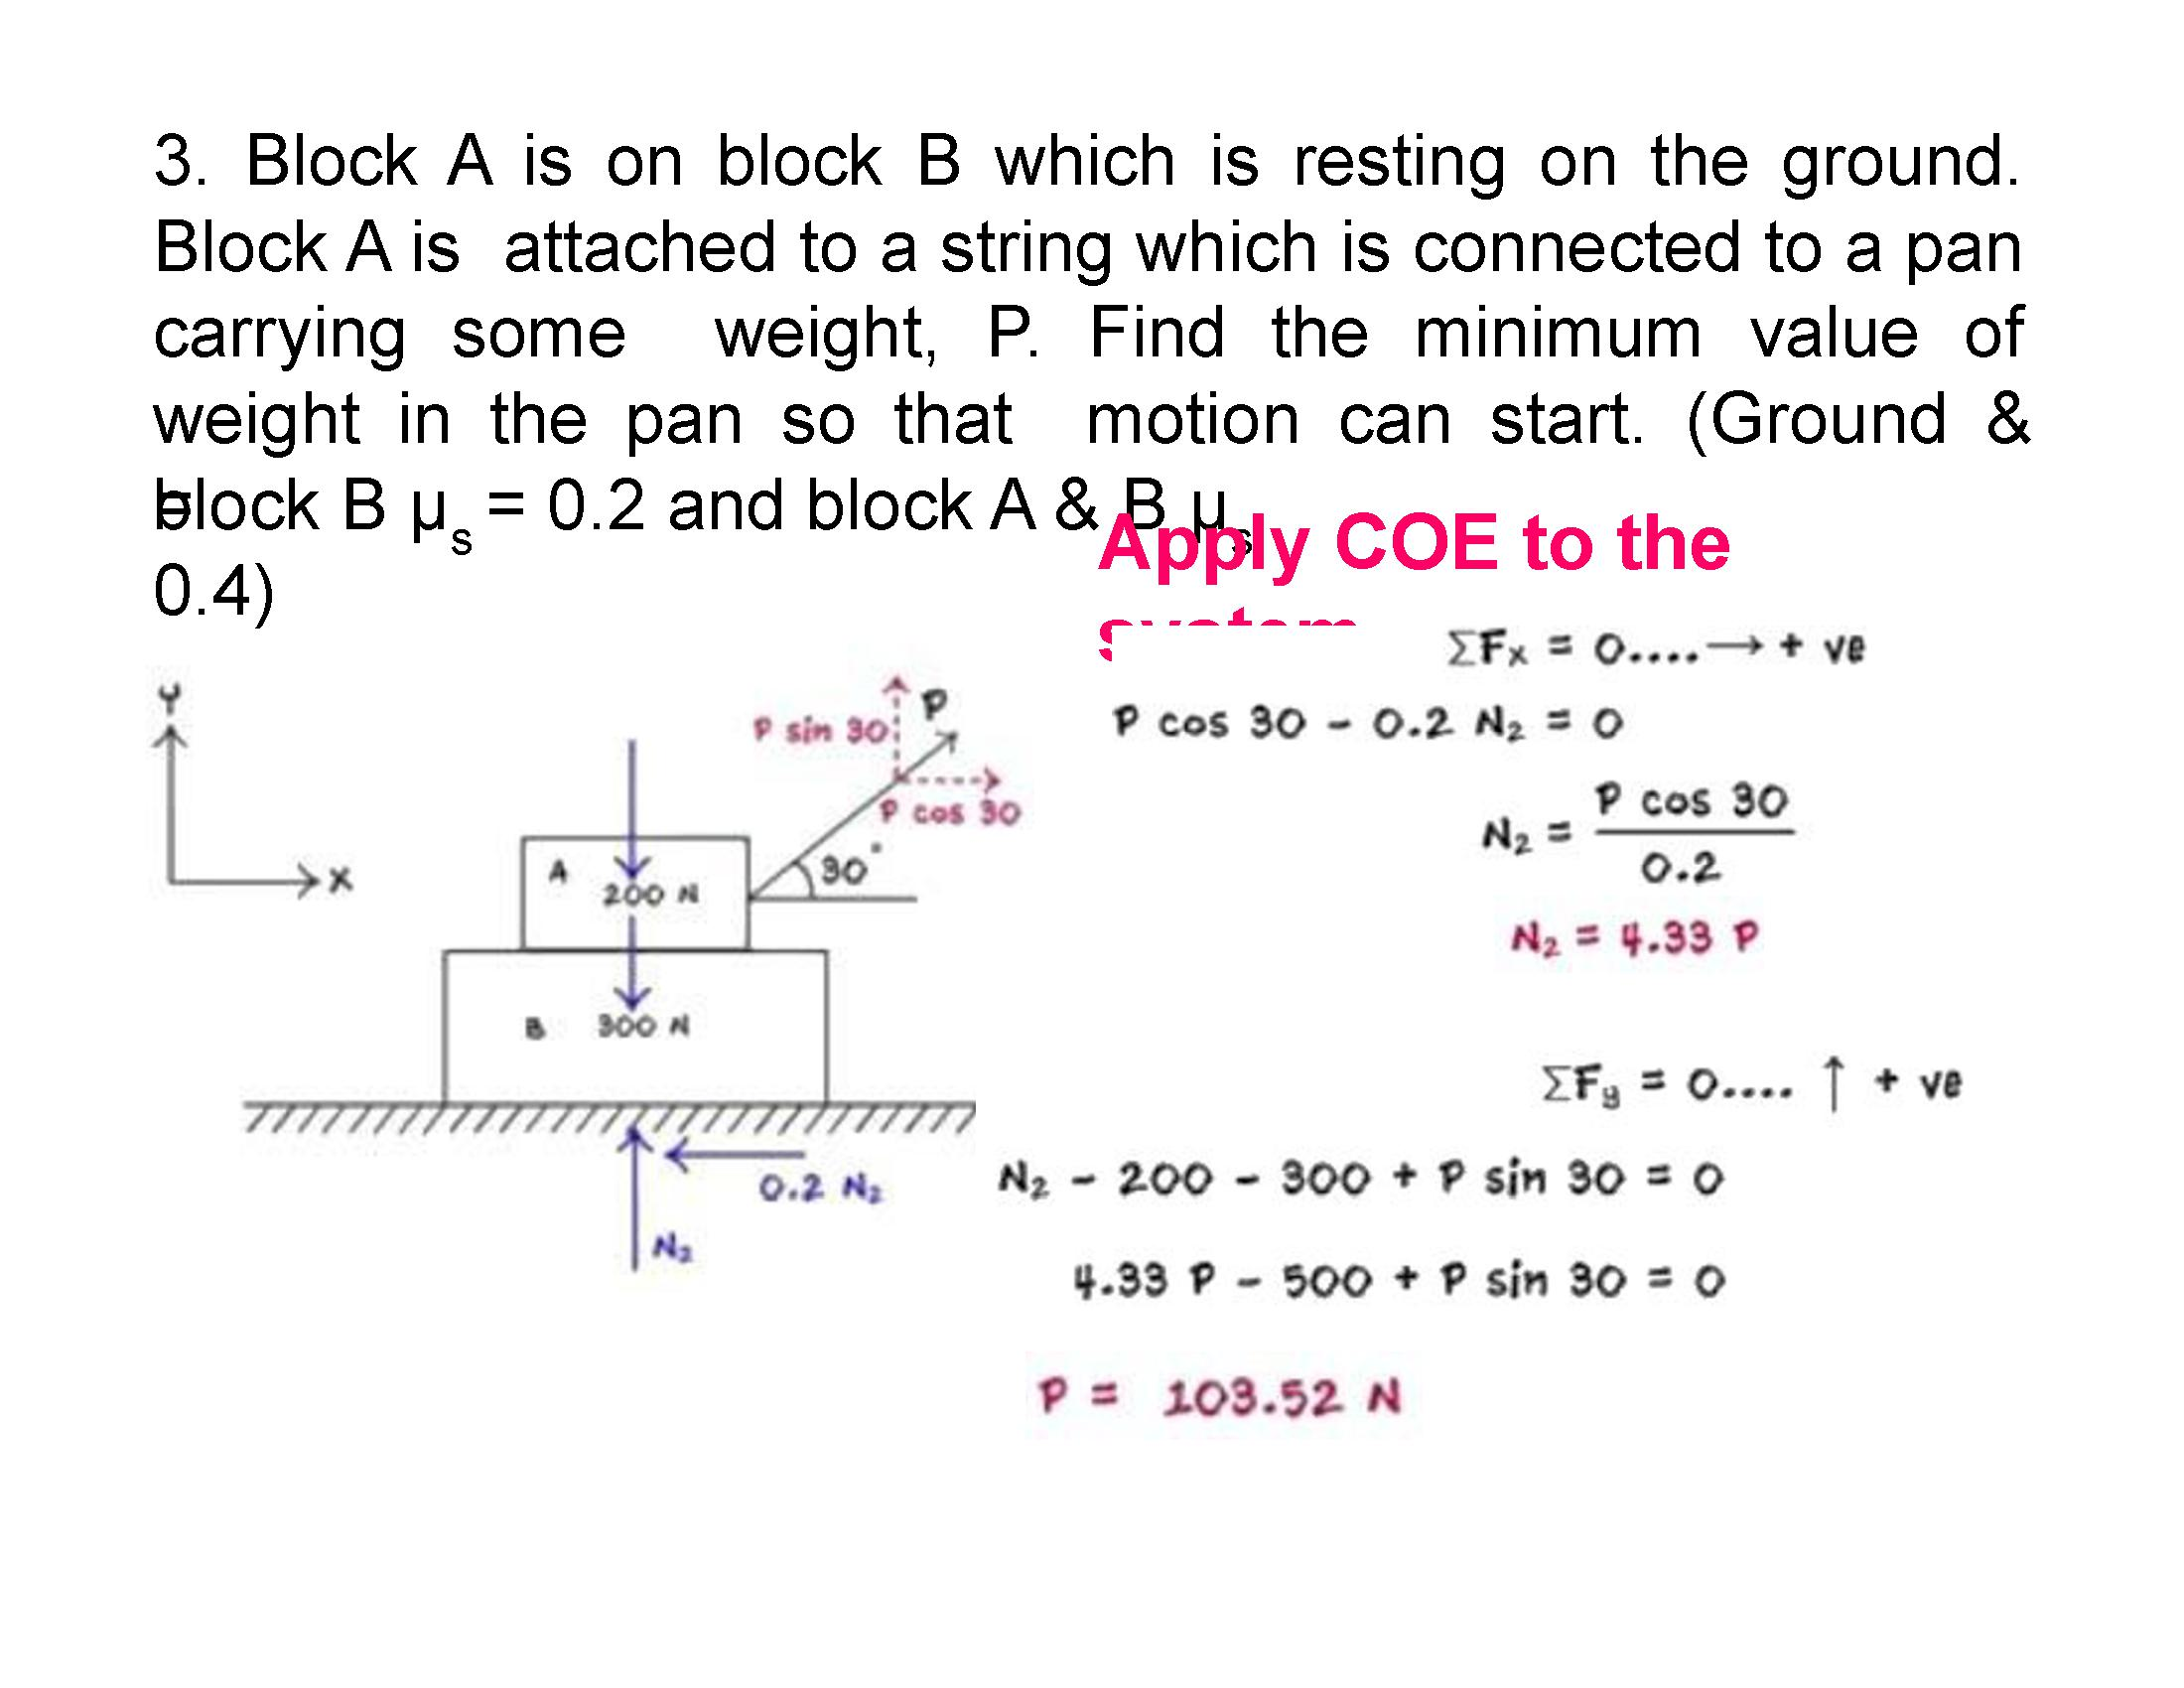 3. Block A is on block B which is resting on the ground.
Block A is attached to a string which is connected to a pan
carrying some weight, P. Find the minimum value of
weight in the pan so that motion can start. (Ground &
block B μs = 0.2 and block A & B μs
=
0.4)
Apply COE to the
system
ΣFx = 0....→ + ve
P cos 30 - 0.2 N₂ = 0
N₂ = P cos 30 / 0.2
N₂ = 4.33 P
ΣFy = 0.... ↑ + ve
N₂ - 200 - 300 + P sin 30 = 0
4.33 P - 500 + P sin 30 = 0
P = 103.52 N
Y
X
P sin 30
P
P cos 30
30°
A
200 N
B
300 N
0.2 N₂
N₂